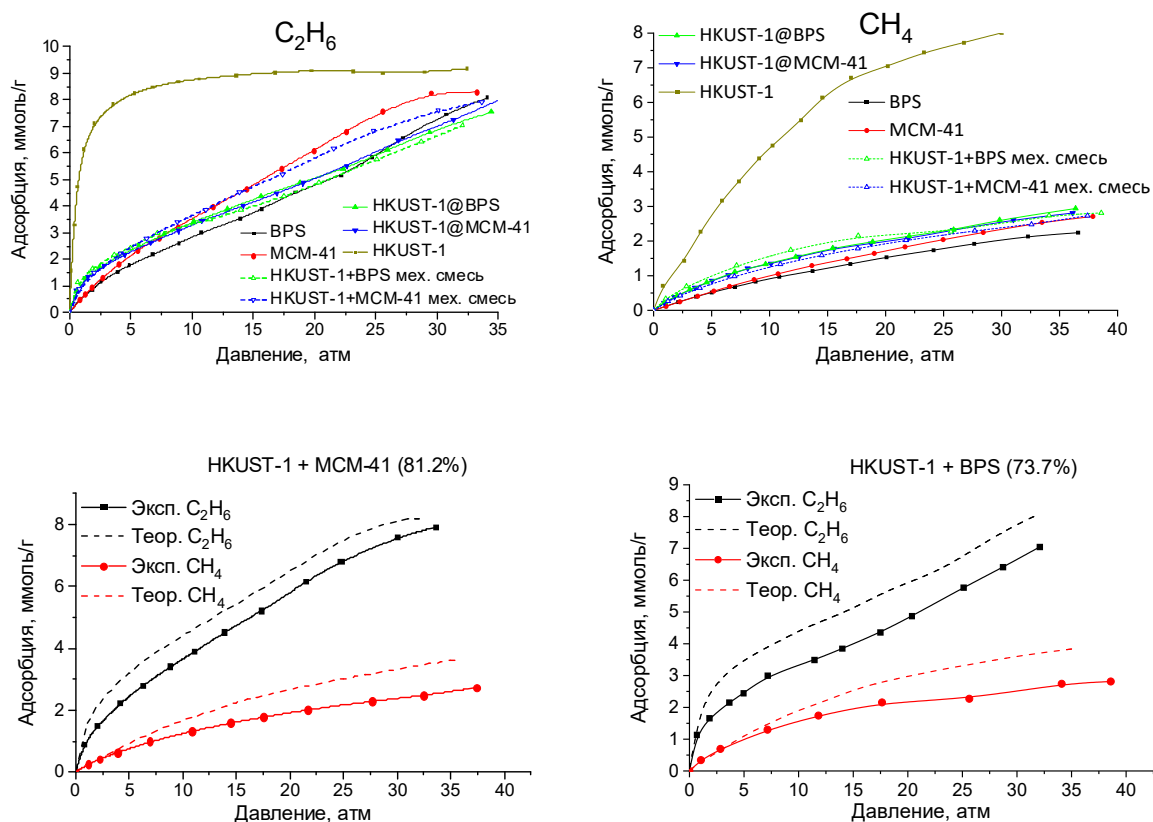 C₂H₆
10
9
8
7
6
5
4
3
2
1
0
Адсорбция, ммоль/г
BPS
MCM-41
HKUST-1@BPS
HKUST-1@MCM-41
HKUST-1
HKUST-1+BPS мех. смесь
HKUST-1+MCM-41 мех. смесь
0 5 10 15 20 25 30 35
Давление, атм
CH₄
8
7
6
5
4
3
2
1
0
Адсорбция, ммоль/г
HKUST-1@BPS
HKUST-1@MCM-41
HKUST-1
BPS
MCM-41
HKUST-1+BPS мех. смесь
HKUST-1+MCM-41 мех. смесь
0 5 10 15 20 25 30 35 40
Давление, атм
HKUST-1 + MCM-41 (81.2%)
8
6
4
2
0
Адсорбция, ммоль/г
Эксп. C₂H₆
Теор. C₂H₆
Эксп. CH₄
Теор. CH₄
0 5 10 15 20 25 30 35 40
Давление, атм
HKUST-1 + BPS (73.7%)
9
8
7
6
5
4
3
2
1
0
Адсорбция, ммоль/г
Эксп. C₂H₆
Теор. C₂H₆
Эксп. CH₄
Теор. CH₄
0 5 10 15 20 25 30 35 40
Давление, атм